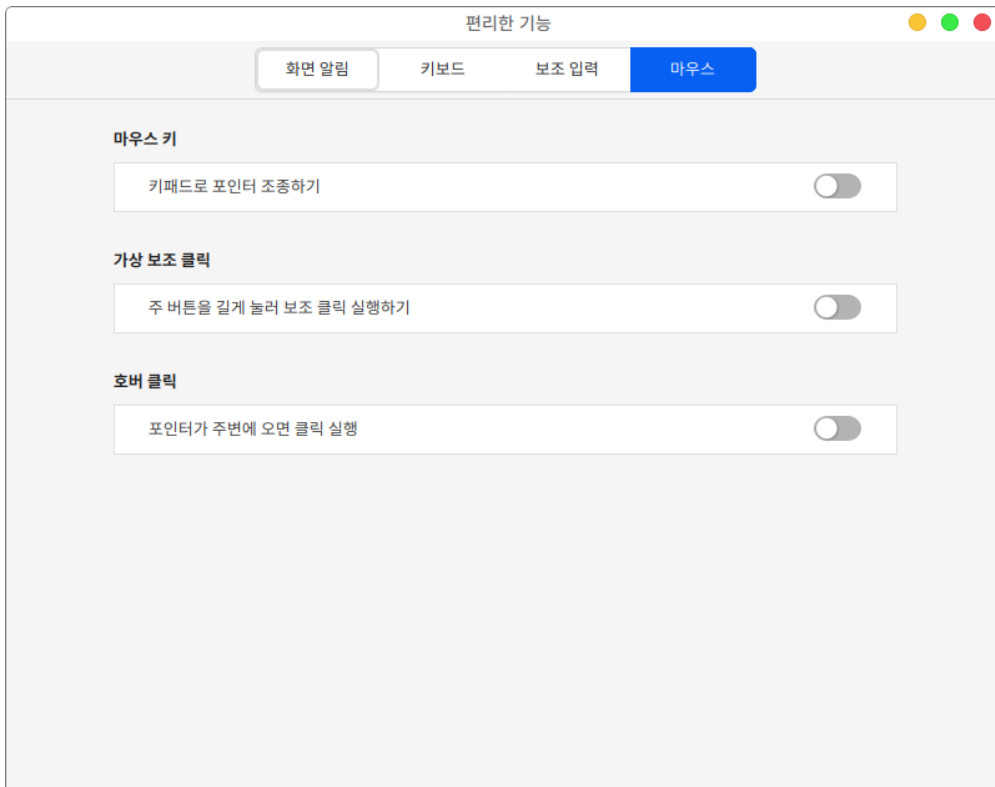 편리한 기능
화면 알림 키보드 보조 입력 마우스
마우스 키
키패드로 포인터 조종하기
가상 보조 클릭
주 버튼을 길게 눌러 보조 클릭 실행하기
호버 클릭
포인터가 주변에 오면 클릭 실행